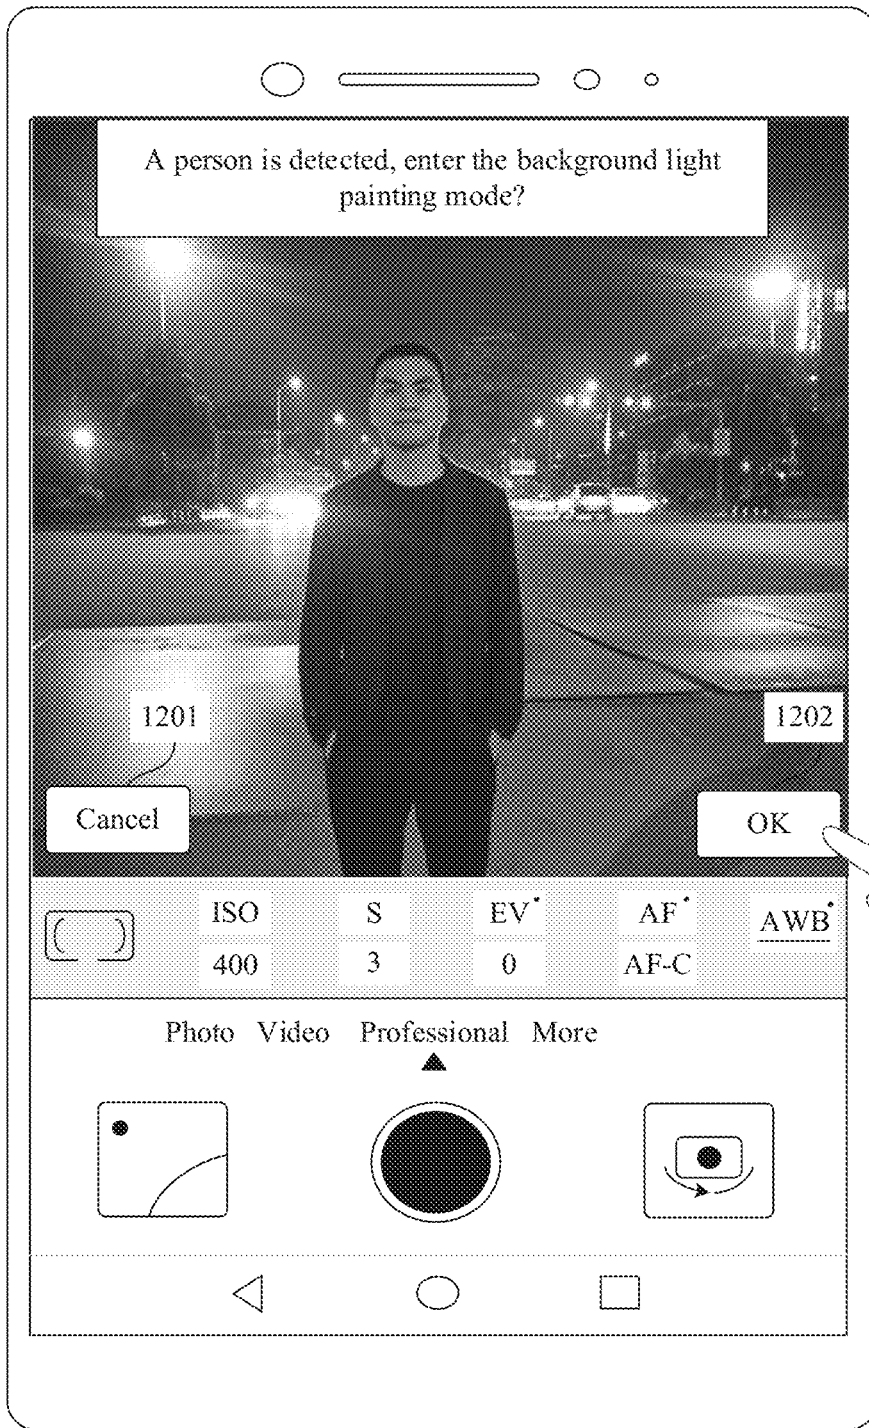 A person is detected, enter the background light
painting mode?
1201
1202
Cancel
OK
ISO S EV AF AWB
400 3 0 AF-C
Photo Video Professional More